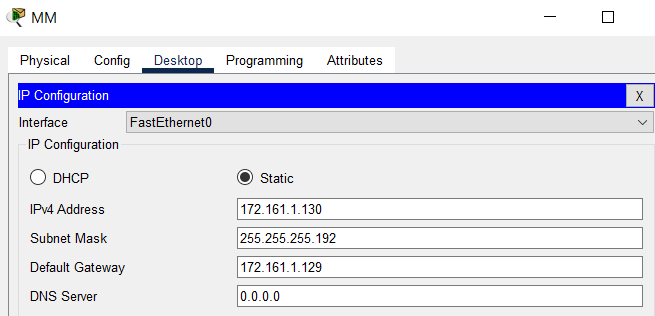 MM
Physical Config Desktop Programming Attributes
IP Configuration X
Interface FastEthernet0
IP Configuration
DHCP Static
IPv4 Address 172.161.1.130
Subnet Mask 255.255.255.192
Default Gateway 172.161.1.129
DNS Server 0.0.0.0